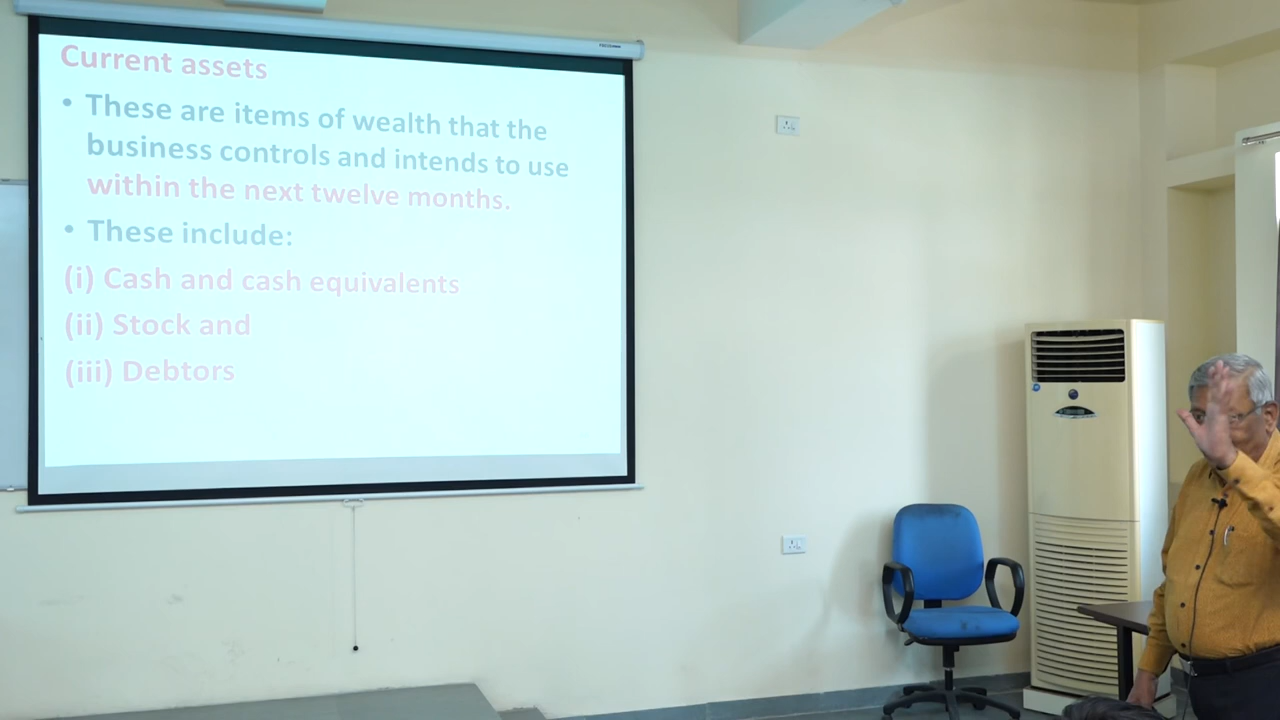 Current assets
• These are items of wealth that the
business controls and intends to use
within the next twelve months.
• These include:
(i) Cash and cash equivalents
(ii) Stock and
(iii) Debtors